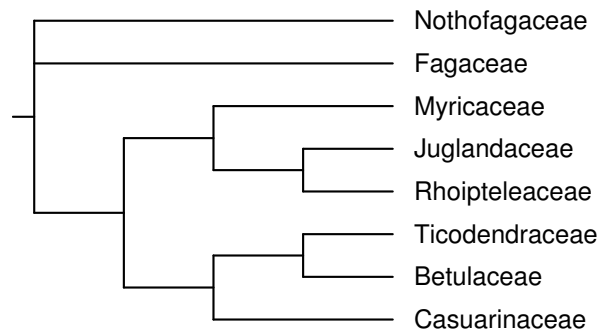 Nothofagaceae
Fagaceae
Myricaceae
Juglandaceae
Rhoipteleaceae
Ticodendraceae
Betulaceae
Casuarinaceae